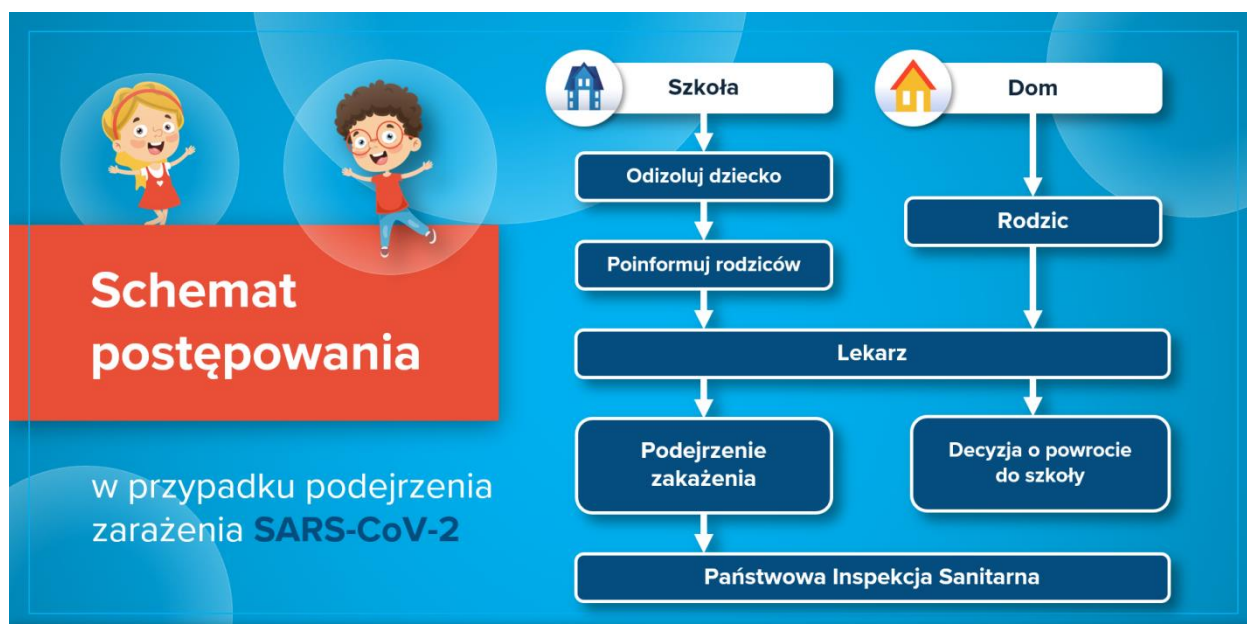 Schemat
postępowania
w przypadku podejrzenia
zarażenia SARS-CoV-2
Szkoła
Odizoluj dziecko
Poinformuj rodziców
Dom
Rodzic
Lekarz
Podejrzenie
zakażenia
Decyzja o powrocie
do szkoły
Państwowa Inspekcja Sanitarna